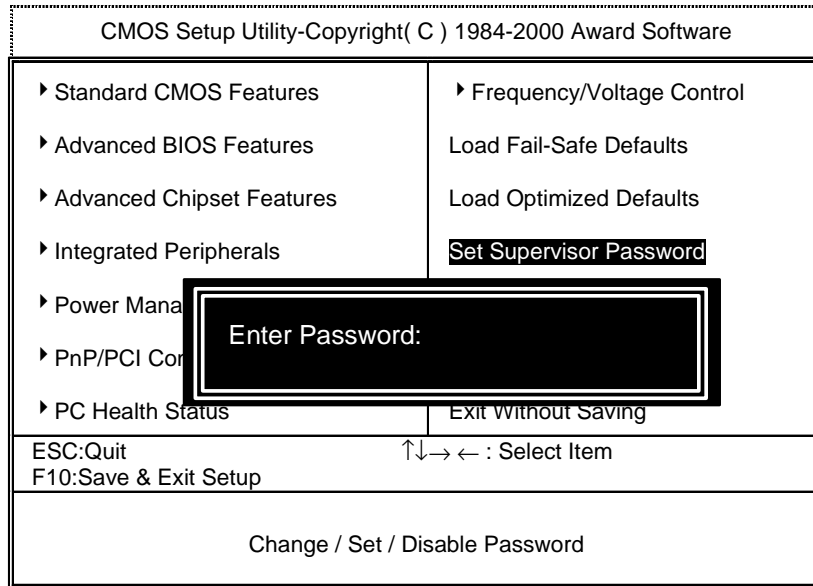 CMOS Setup Utility-Copyright( C ) 1984-2000 Award Software
Standard CMOS Features
Advanced BIOS Features
Advanced Chipset Features
Integrated Peripherals
Power Mana
PnP/PCI Con
PC Health Status
Frequency/Voltage Control
Load Fail-Safe Defaults
Load Optimized Defaults
Set Supervisor Password
Exit Without Saving
Enter Password:
ESC:Quit ↑↓→ ← : Select Item
F10:Save & Exit Setup
Change / Set / Disable Password